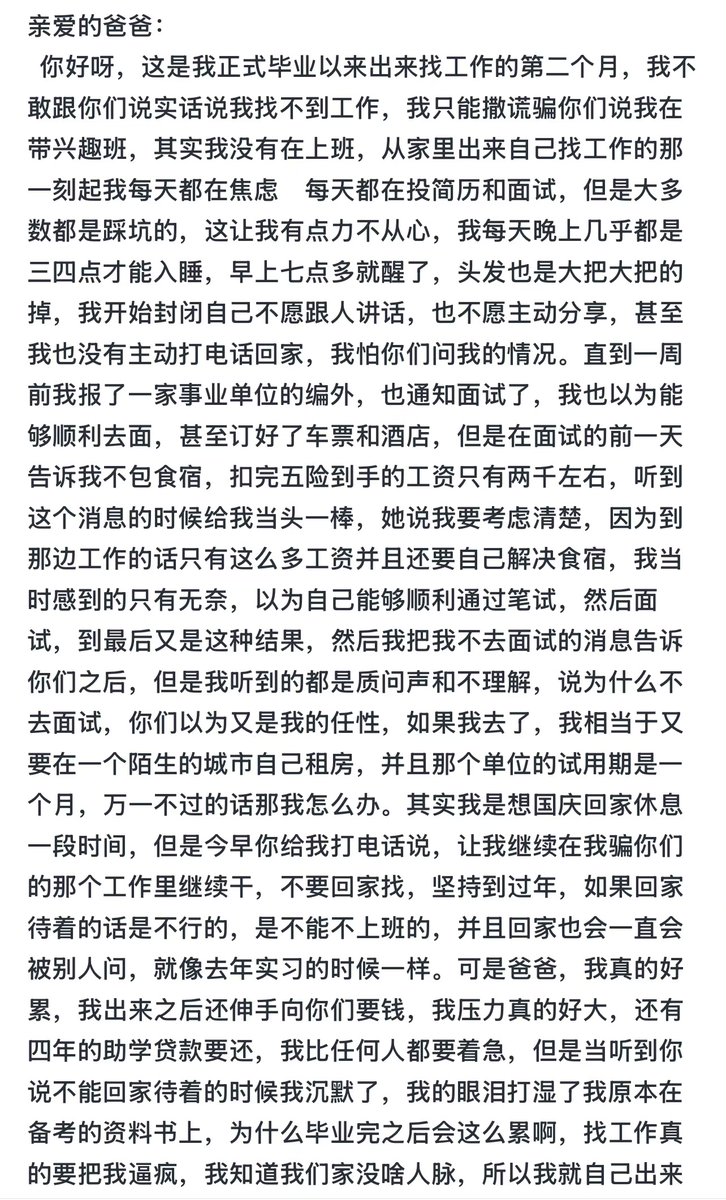 亲爱的爸爸：
你好呀，这是我正式毕业以来出来找工作的第二个月，我不
敢跟你们说实话说我找不到工作，我只能撒谎骗你们说我在
带兴趣班，其实我没有在上班，从家里出来自己找工作的那
一刻起我每天都在焦虑　每天都在投简历和面试，但是大多
数都是踩坑的，这让我有点力不从心，我每天晚上几乎都是
三四点才能入睡，早上七点多就醒了，头发也是大把大把的
掉，我开始封闭自己不愿跟人讲话，也不愿主动分享，甚至
我也没有主动打电话回家，我怕你们问我的情况。直到一周
前我报了一家事业单位的编外，也通知面试了，我也以为能
够顺利去面，甚至订好了车票和酒店，但是在面试的前一天
告诉我不包食宿，扣完五险到手的工资只有两千左右，听到
这个消息的时候给我当头一棒，她说我要考虑清楚，因为到
那边工作的话只有这么多工资并且还要自己解决食宿，我当
时感到的只有无奈，以为自己能够顺利通过笔试，然后面
试，到最后又是这种结果，然后我把我不去面试的消息告诉
你们之后，但是我听到的都是质问声和不理解，说为什么不
去面试，你们以为又是我的任性，如果我去了，我相当于又
要在一个陌生的城市自己租房，并且那个单位的试用期是一
个月，万一不过的话那我怎么办。其实我是想国庆回家休息
一段时间，但是今早你给我打电话说，让我继续在我骗你们
的那个工作里继续干，不要回家找，坚持到过年，如果回家
待着的话是不行的，是不能不上班的，并且回家也会一直会
被别人问，就像去年实习的时候一样。可是爸爸，我真的好
累，我出来之后还伸手向你们要钱，我压力真的好大，还有
四年的助学贷款要还，我比任何人都要着急，但是当听到你
说不能回家待着的时候我沉默了，我的眼泪打湿了我原本在
备考的资料书上，为什么毕业完之后会这么累啊，找工作真
的要把我逼疯，我知道我们家没啥人脉，所以我就自己出来